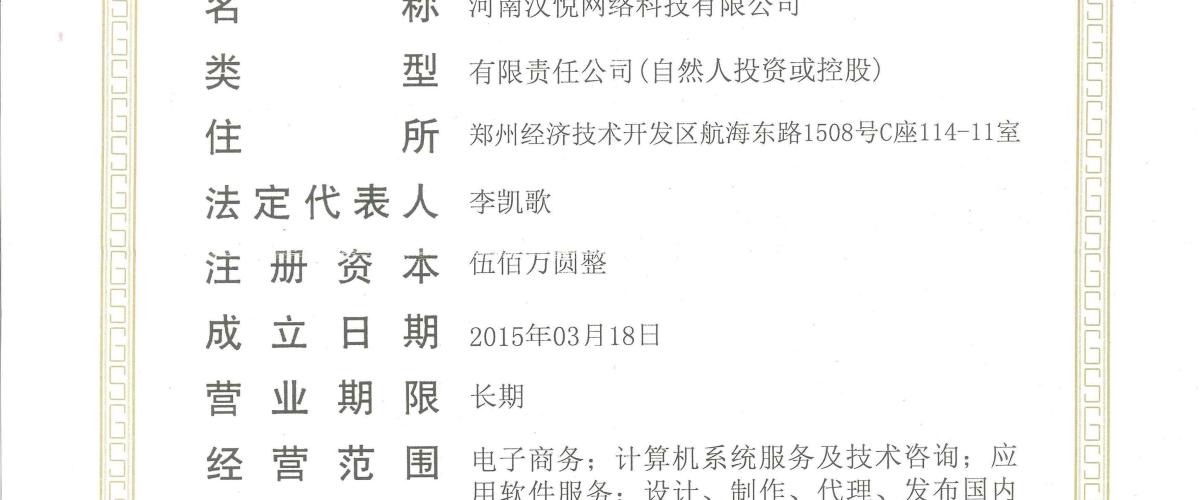 名称 河南汉悦网络科技有限公司
类型 有限责任公司(自然人投资或控股)
住所 郑州经济技术开发区航海东路1508号C座114-11室
法定代表人 李凯歌
注册资本 伍佰万圆整
成立日期 2015年03月18日
营业期限 长期
经营范围 电子商务；计算机系统服务及技术咨询；应
用软件服务；设计、制作、代理、发布国内